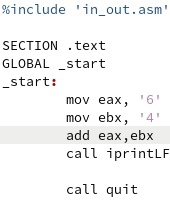 %include 'in_out.asm'
SECTION .text
GLOBAL _start
_start:
mov eax, '6'
mov ebx, '4'
add eax,ebx
call iprintLF
call quit